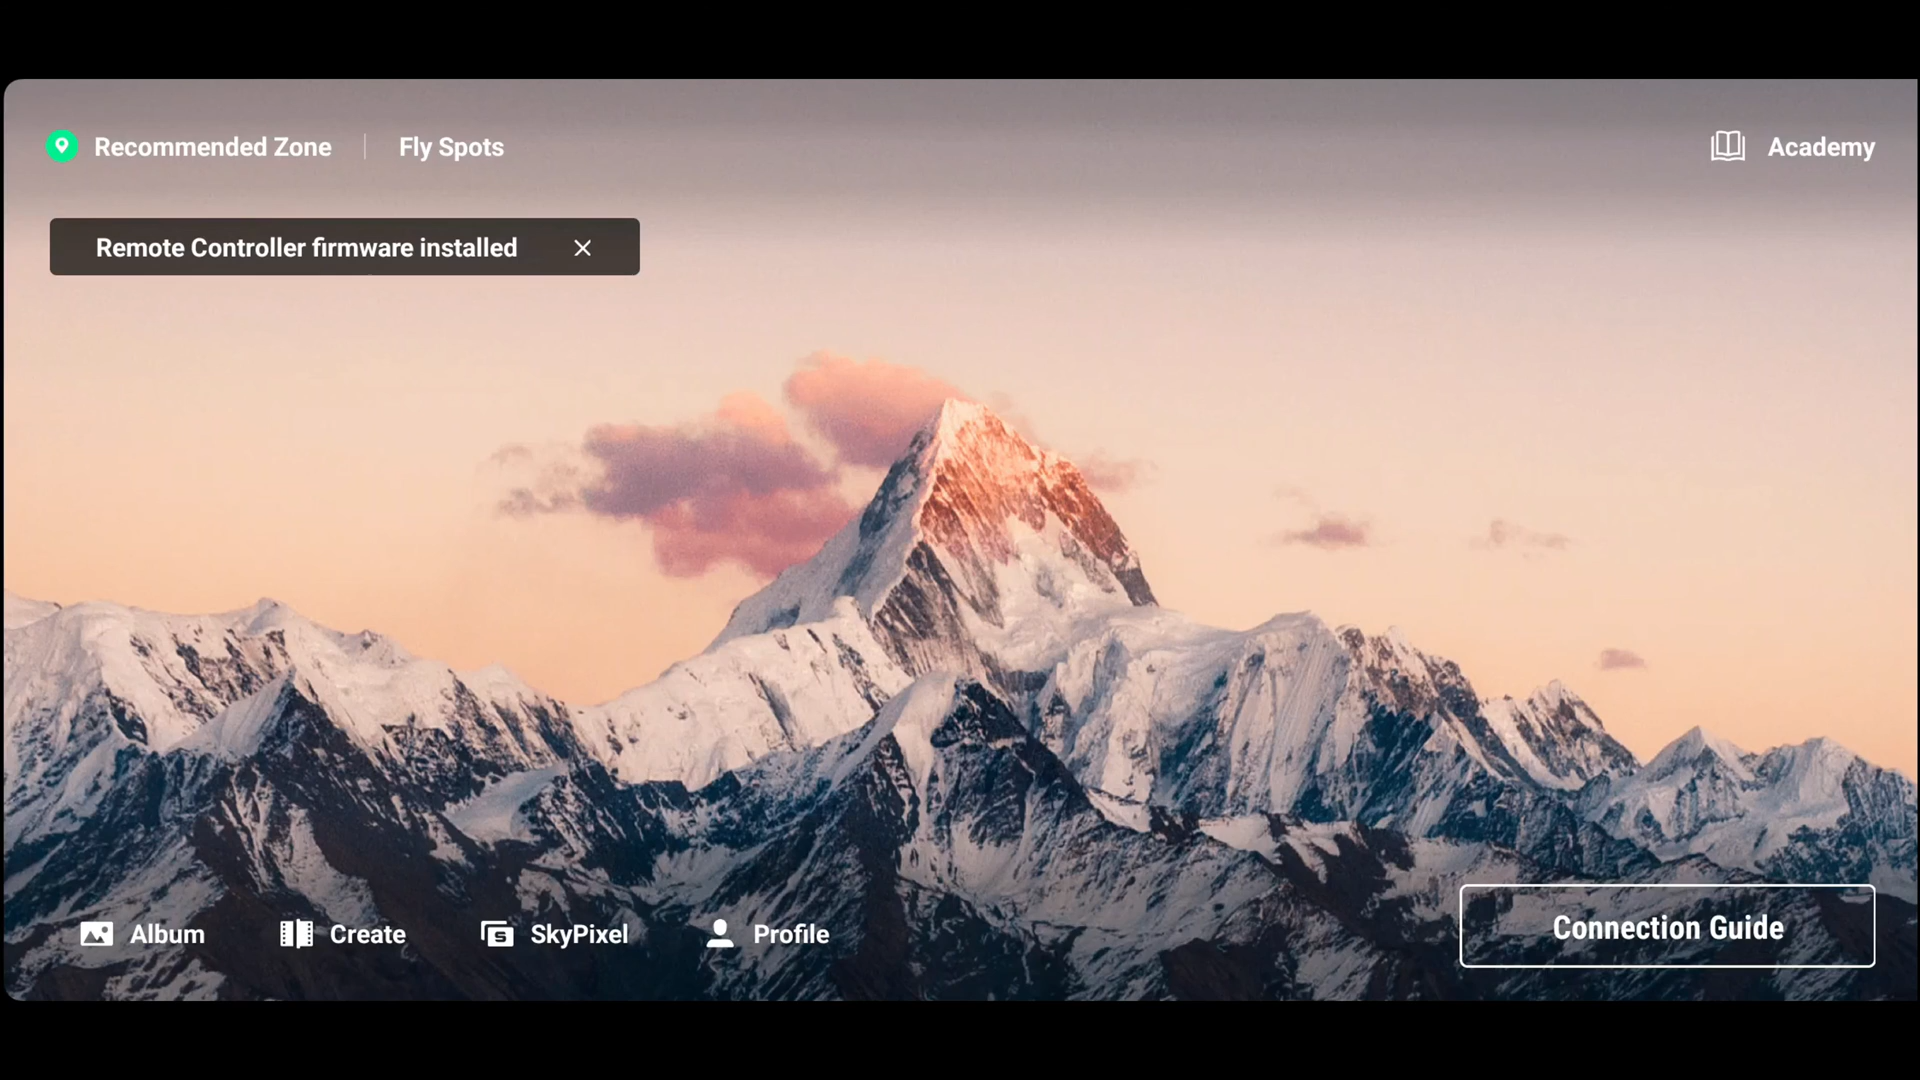 Recommended Zone
Fly Spots
Academy
Remote Controller firmware installed
Album
Create
SkyPixel
Profile
Connection Guide